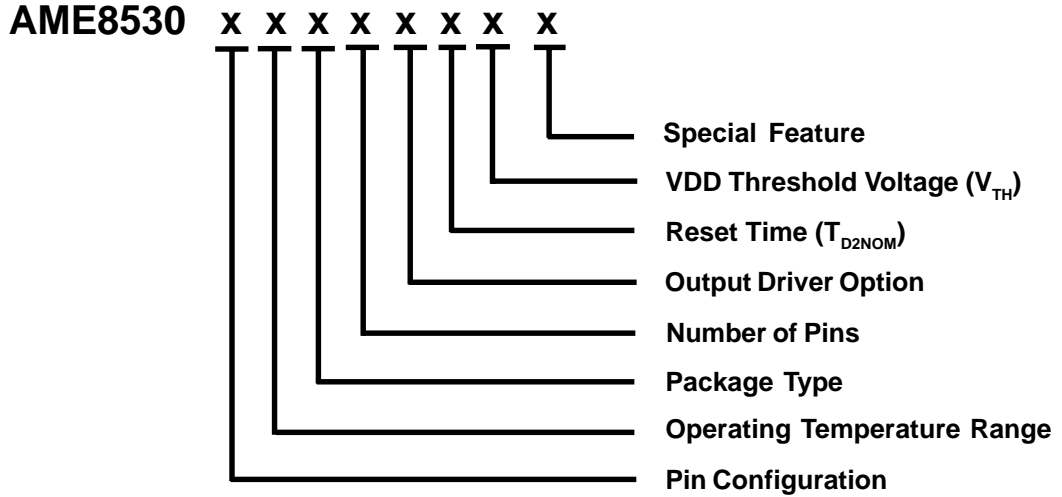 AME8530 x x x x x x x x
Special Feature
VDD Threshold Voltage (VTH)
Reset Time (TD2NOM)
Output Driver Option
Number of Pins
Package Type
Operating Temperature Range
Pin Configuration